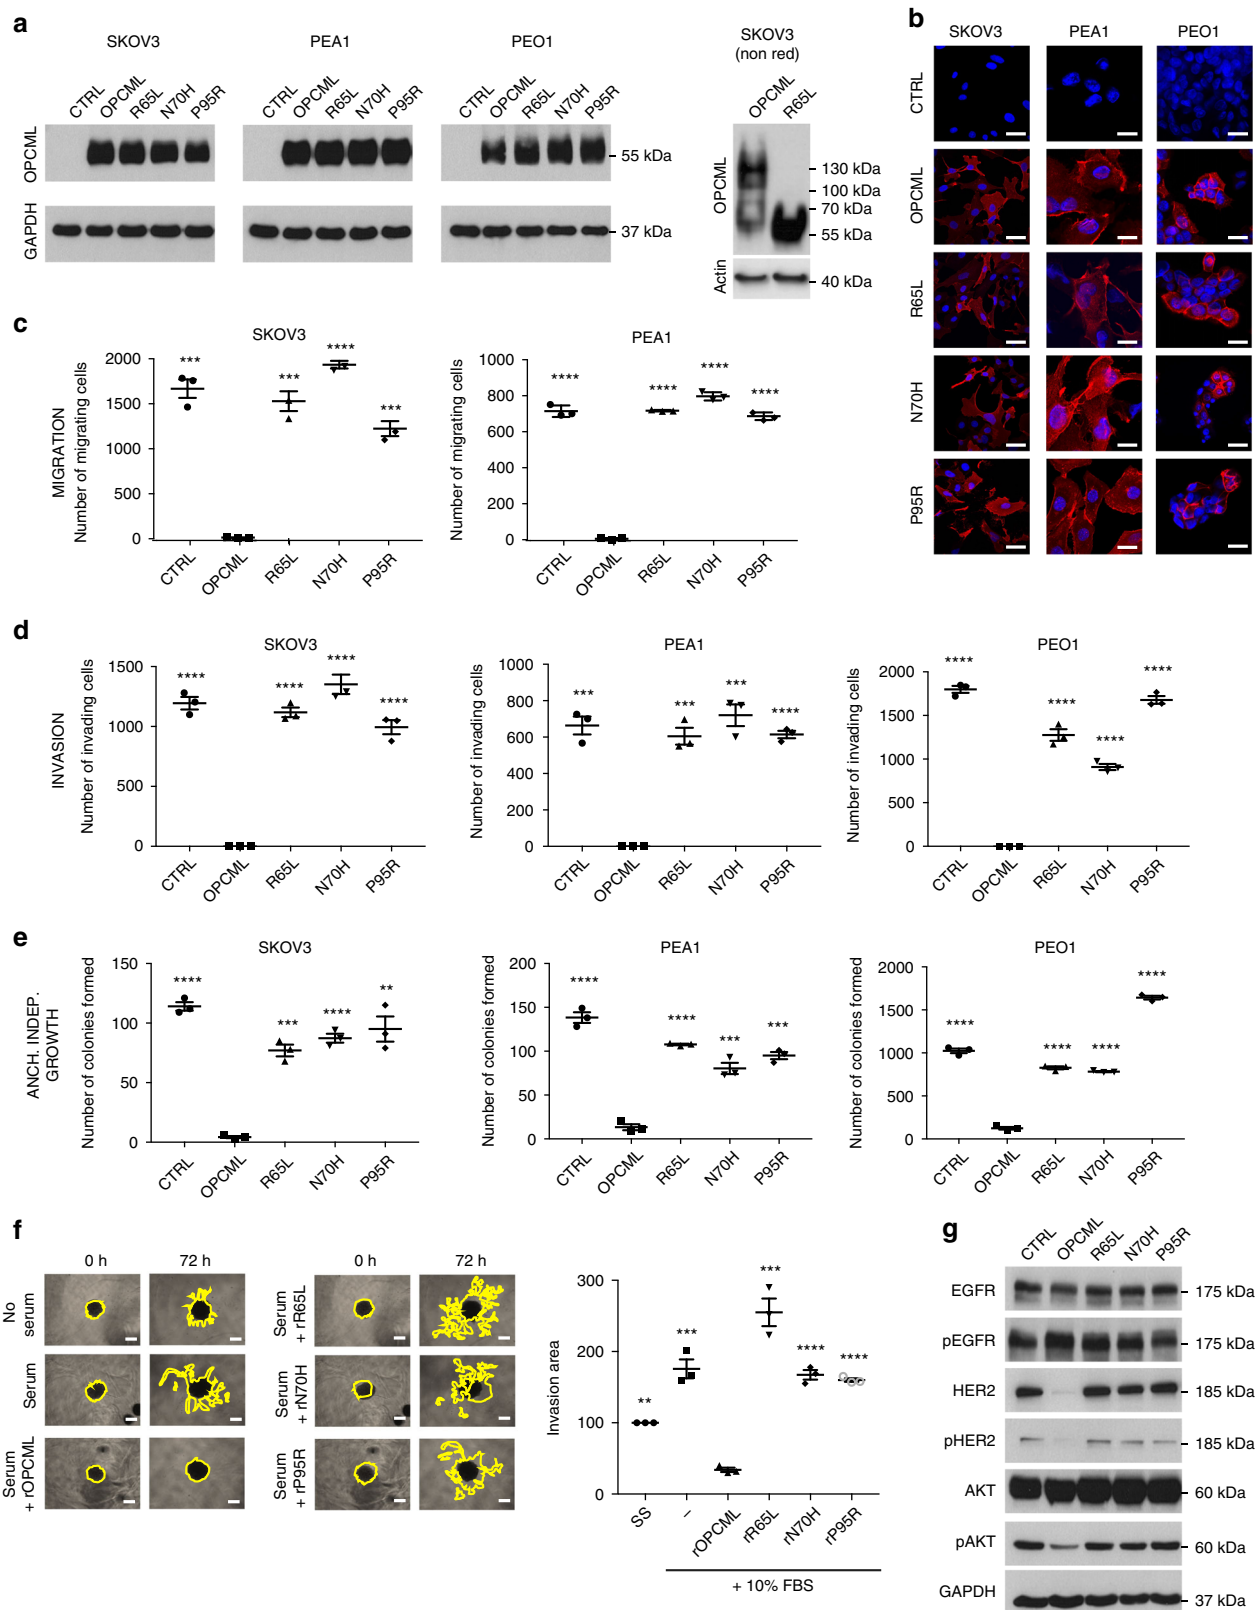 a
SKOV3
PEA1
PEO1
SKOV3
(non red)
CTRL
OPCML
R65L
N70H
P95R
CTRL
OPCML
R65L
N70H
P95R
CTRL
OPCML
R65L
N70H
P95R
OPCML
R65L
OPCML
GAPDH
55 kDa
37 kDa
OPCML
Actin
130 kDa
100 kDa
70 kDa
55 kDa
40 kDa
b
SKOV3
PEA1
PEO1
CTRL
OPCML
R65L
N70H
P95R
c
MIGRATION
SKOV3
Number of migrating cells
2000
1500
1000
500
0
***
***
****
***
CTRL
OPCML
R65L
N70H
P95R
PEA1
Number of migrating cells
1000
800
600
400
200
0
****
****
****
****
CTRL
OPCML
R65L
N70H
P95R
d
INVASION
SKOV3
Number of invading cells
1500
1000
500
0
****
****
****
****
CTRL
OPCML
R65L
N70H
P95R
PEA1
Number of invading cells
1000
800
600
400
200
0
***
***
***
****
CTRL
OPCML
R65L
N70H
P95R
PEO1
Number of invading cells
2000
1500
1000
500
0
****
****
****
****
CTRL
OPCML
R65L
N70H
P95R
e
ANCH. INDEP.
GROWTH
SKOV3
Number of colonies formed
150
100
50
0
****
***
****
**
CTRL
OPCML
R65L
N70H
P95R
PEA1
Number of colonies formed
200
150
100
50
0
****
****
***
***
CTRL
OPCML
R65L
N70H
P95R
PEO1
Number of colonies formed
2000
1500
1000
500
0
****
****
****
****
CTRL
OPCML
R65L
N70H
P95R
f
0 h
72 h
0 h
72 h
No
serum
Serum
Serum
+ rOPCML
Serum
+ rR65L
Serum
+ rN70H
Serum
+ rP95R
Invasion area
300
200
100
0
**
***
***
****
****
SS
–
rOPCML
rR65L
rN70H
rP95R
+ 10% FBS
g
CTRL
OPCML
R65L
N70H
P95R
EGFR
175 kDa
pEGFR
175 kDa
HER2
185 kDa
pHER2
185 kDa
AKT
60 kDa
pAKT
60 kDa
GAPDH
37 kDa